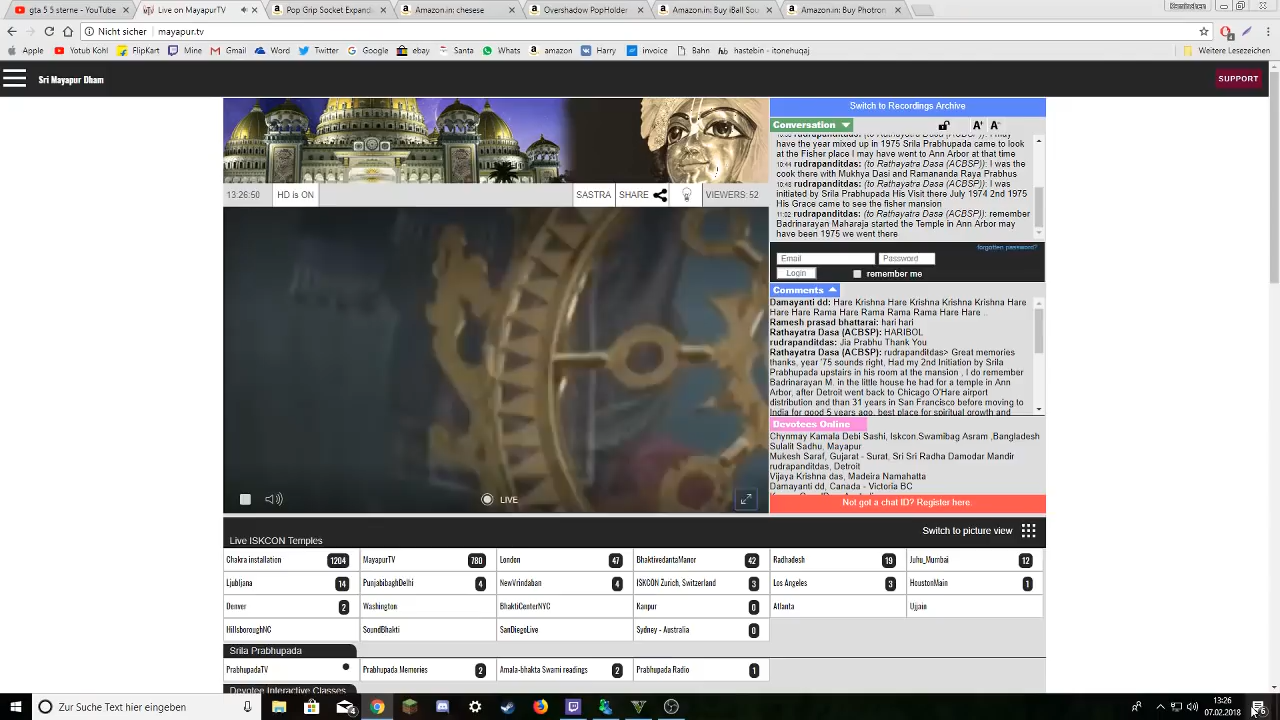 gta 5 5 sterne - YouTube
Live on MayapurTV
Pop Grip Socket Expand
Amazon.in: cheese
Overshadow PopHolder
Amazon.in: Buy iBall Sou
Amazon.in: Buy Photron
Nicht sicher | mayapur.tv
Apple
Yotub Kohl
FlipKart
Mine
Gmail
Word
Twitter
Google
ebay
Santa
Whats
amazon
Harry
invoice
Bahn
hastebin - itonehuqaj
Weitere Lesezeichen
Sri Mayapur Dham
SUPPORT
Switch to Recordings Archive
Conversation
A+ A-
have the year mixed up in 1975 Srila Prabhupada came to look
at the Fisher place I may have went to Ann Arbor at that time
10:46 rudrapanditdas: (to Rathayatra Dasa (ACBSP)): I was the
cook there with Mukhya Dasi and Ramananda Raya Prabhus
10:48 rudrapanditdas: (to Rathayatra Dasa (ACBSP)): I was
initiated by Srila Prabhupada His Visit there July 1974 2nd 1975
His Grace came to see the fisher mansion
11:02 rudrapanditdas: (to Rathayatra Dasa (ACBSP)): remember
Badrinarayan Maharaja started the Temple in Ann Arbor may
have been 1975 we went there
13:26:50
HD is ON
SASTRA
SHARE
VIEWERS: 52
forgotten password?
Email
Password
Login
remember me
Comments
Damayanti dd: Hare Krishna Hare Krishna Krishna Krishna Hare
Hare Hare Rama Hare Rama Rama Rama Hare Hare ..
Ramesh prasad bhattarai: hari hari
Rathayatra Dasa (ACBSP): HARIBOL
rudrapanditdas: Jia Prabhu Thank You
Rathayatra Dasa (ACBSP): rudrapanditdas> Great memories
thanks, year '75 sounds right, Had my 2nd Initiation by Srila
Prabhupada upstairs in his room at the mansion , I do remember
Badrinarayan M. in the little house he had for a temple in Ann
Arbor, after Detroit went back to Chicago O'Hare airport
distribution and than 31 years in San Francisco before moving to
India for good 5 years ago, best place for spiritual growth and
Devotees Online
Chynmay Kamala Debi Sashi, Iskcon,Swamibag Asram ,Bangladesh
Sulalit Sadhu, Mayapur
Mukesh Saraf, Gujarat - Surat, Sri Sri Radha Damodar Mandir
rudrapanditdas, Detroit
Vijaya Krishna das, Madeira Namahatta
Damayanti dd, Canada - Victoria BC
LIVE
Not got a chat ID? Register here.
Switch to picture view
Live ISKCON Temples
Chakra installation 1204
MayapurTV 780
London 47
BhaktivedantaManor 42
Radhadesh 19
Juhu_Mumbai 12
Ljubljana 14
PunjabibaghDelhi 4
NewVrindaban 4
ISKCON Zurich, Switzerland 3
Los Angeles 3
HoustonMain 1
Denver 2
Washington
BhaktiCenterNYC
Kanpur 0
Atlanta
Ujjain
HillsboroughNC
SoundBhakti
SanDiegoLive
Sydney - Australia 0
Srila Prabhupada
PrabhupadaTV
Prabhupada Memories 2
Amala-bhakta Swami readings 2
Prabhupada Radio 1
Devotee Interactive Classes
Zur Suche Text hier eingeben
13:26
07.02.2018